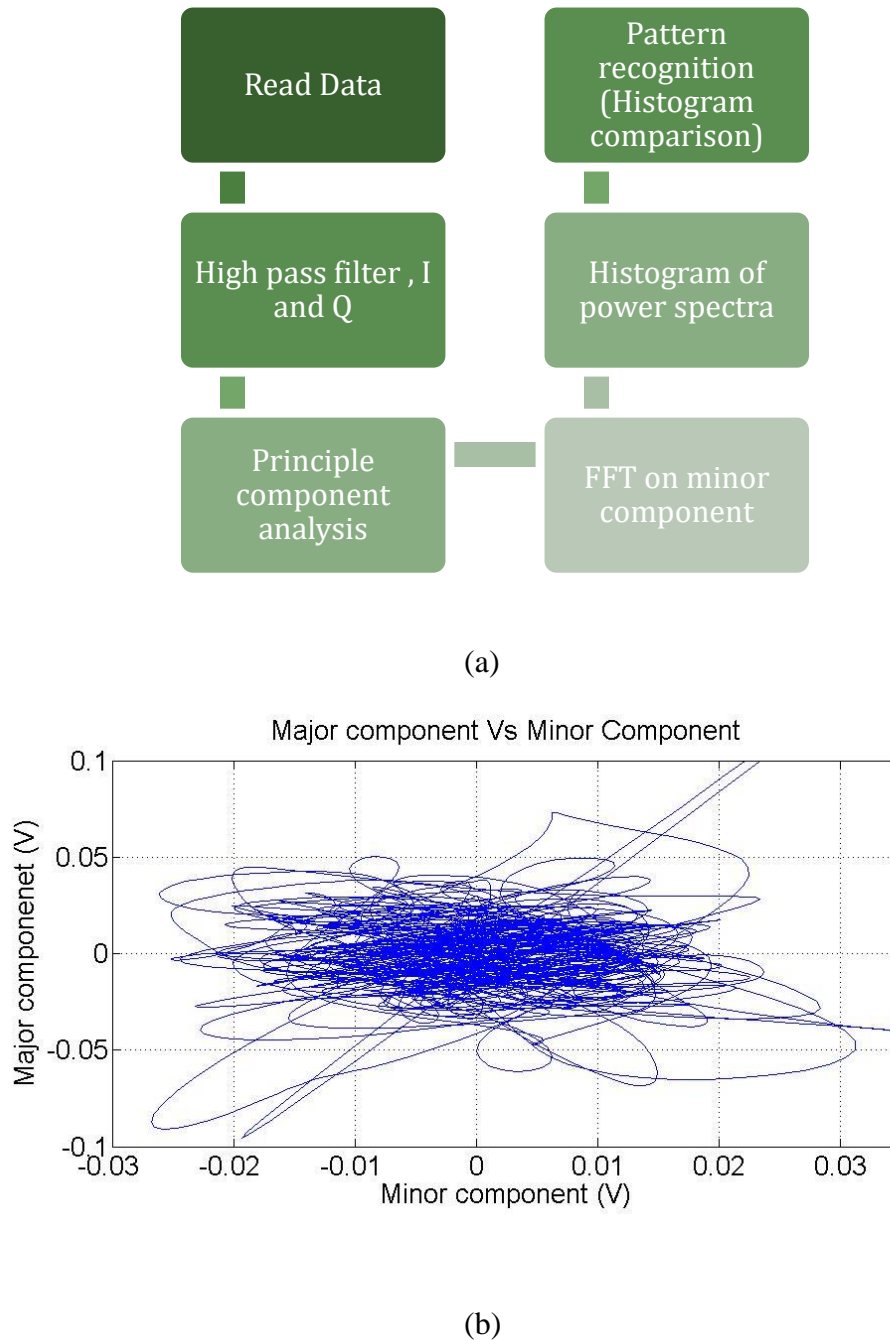 Read Data
Pattern
recognition
(Histogram
comparison)
High pass filter , I
and Q
Histogram of
power spectra
Principle
component
analysis
FFT on minor
component
(a)
Major component Vs Minor Component
Major componenet (V)
0.1
0.05
0
-0.05
-0.1
-0.03 -0.02 -0.01 0 0.01 0.02 0.03
Minor component (V)
(b)